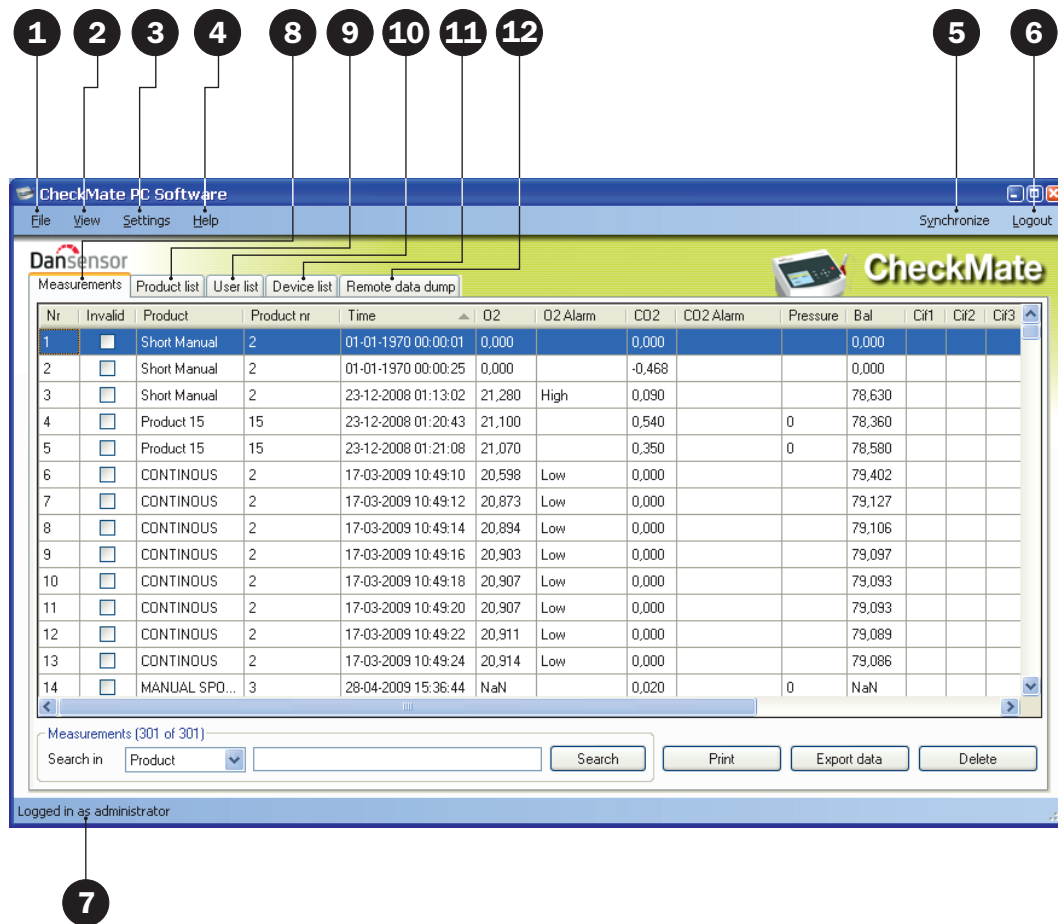 1 2 3 4 8 9 10 11 12 5 6
CheckMate PC Software
File View Settings Help Synchronize Logout
Dansensor
CheckMate
Measurements Product list User list Device list Remote data dump
Nr Invalid Product Product nr Time O2 O2 Alarm CO2 CO2 Alarm Pressure Bal Cif1 Cif2 Cif3
1 Short Manual 2 01-01-1970 00:00:01 0,000 0,000 0,000
2 Short Manual 2 01-01-1970 00:00:25 0,000 -0,468 0,000
3 Short Manual 2 23-12-2008 01:13:02 21,280 High 0,090 78,630
4 Product 15 15 23-12-2008 01:20:43 21,100 0,540 0 78,360
5 Product 15 15 23-12-2008 01:21:08 21,070 0,350 0 78,580
6 CONTINOUS 2 17-03-2009 10:49:10 20,598 Low 0,000 79,402
7 CONTINOUS 2 17-03-2009 10:49:12 20,873 Low 0,000 79,127
8 CONTINOUS 2 17-03-2009 10:49:14 20,894 Low 0,000 79,106
9 CONTINOUS 2 17-03-2009 10:49:16 20,903 Low 0,000 79,097
10 CONTINOUS 2 17-03-2009 10:49:18 20,907 Low 0,000 79,093
11 CONTINOUS 2 17-03-2009 10:49:20 20,907 Low 0,000 79,093
12 CONTINOUS 2 17-03-2009 10:49:22 20,911 Low 0,000 79,089
13 CONTINOUS 2 17-03-2009 10:49:24 20,914 Low 0,000 79,086
14 MANUAL SPO... 3 28-04-2009 15:36:44 NaN 0,020 0 NaN
Measurements (301 of 301)
Search in Product Search Print Export data Delete
Logged in as administrator
7